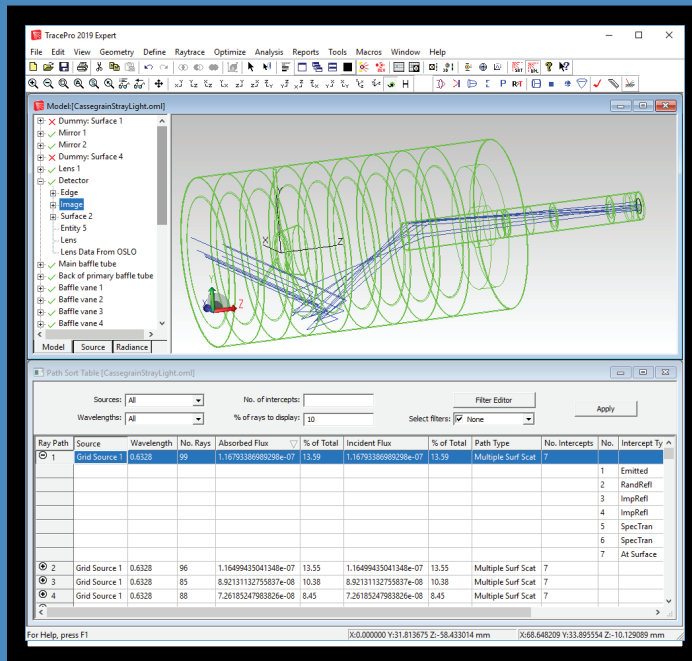 TracePro 2019 Expert
File Edit View Geometry Define Raytrace Optimize Analysis Reports Tools Macros Window Help
Model:[CassegrainStrayLight.oml]
Dummy: Surface 1
Mirror 1
Mirror 2
Dummy: Surface 4
Lens 1
Detector
Edge
Image
Surface 2
Entity 5
Lens
Lens Data From OSLO
Main baffle tube
Back of primary baffle tube
Baffle vane 1
Baffle vane 2
Baffle vane 3
Baffle vane 4
Model Source Radiance
Y
X
Z
Y
X
Z
Path Sort Table [CassegrainStrayLight.oml]
Sources: All No. of intercepts: Filter Editor
Wavelengths: All % of rays to display: 10 Select filters: None Apply
Ray Path Source Wavelength No. Rays Absorbed Flux % of Total Incident Flux % of Total Path Type No. Intercepts No. Intercept Ty
1 Grid Source 1 0.6328 99 1.16793386989298e-07 13.59 1.16793386989298e-07 13.59 Multiple Surf Scat 7
1 Emitted
2 RandRefl
3 ImpRefl
4 ImpRefl
5 SpecTran
6 SpecTran
7 At Surface
2 Grid Source 1 0.6328 96 1.16499435041348e-07 13.55 1.16499435041348e-07 13.55 Multiple Surf Scat 7
3 Grid Source 1 0.6328 85 8.92131132755837e-08 10.38 8.92131132755837e-08 10.38 Multiple Surf Scat 7
4 Grid Source 1 0.6328 88 7.26185247983826e-08 8.45 7.26185247983826e-08 8.45 Multiple Surf Scat 7
For Help, press F1 X:0.000000 Y:31.813675 Z:-58.433014 mm X:68.648209 Y:33.895554 Z:-10.129089 mm